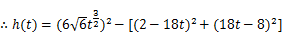 ∴ h(t) = (6√6t^{3/2})² − [(2 − 18t)² + (18t − 8)²]